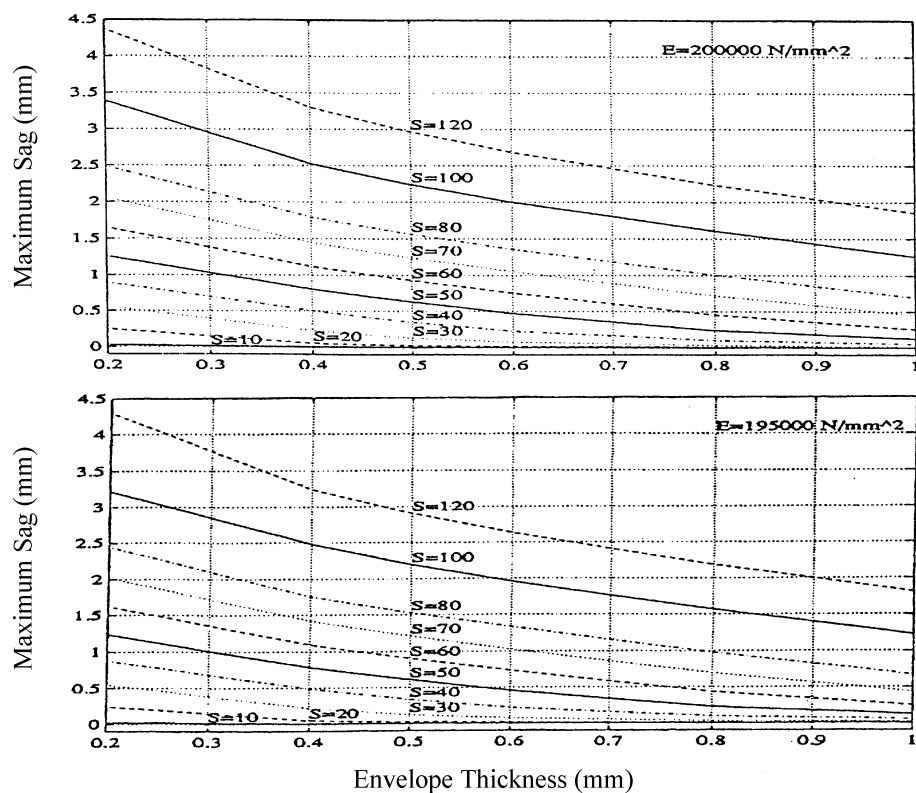 4.5
E=200000 N/mm^2
4
3.5
S=120
3
2.5
S=100
2
S=80
1.5
S=70
S=60
1
S=50
0.5
S=40
S=30
S=10
S=20
0
0.2 0.3 0.4 0.5 0.6 0.7 0.8 0.9 1
Maximum Sag (mm)
4.5
E=195000 N/mm^2
4
3.5
3
S=120
2.5
S=100
2
1.5
S=80
S=70
1
S=60
S=50
0.5
S=40
S=30
S=10
S=20
0
0.2 0.3 0.4 0.5 0.6 0.7 0.8 0.9 1
Maximum Sag (mm)
Envelope Thickness (mm)